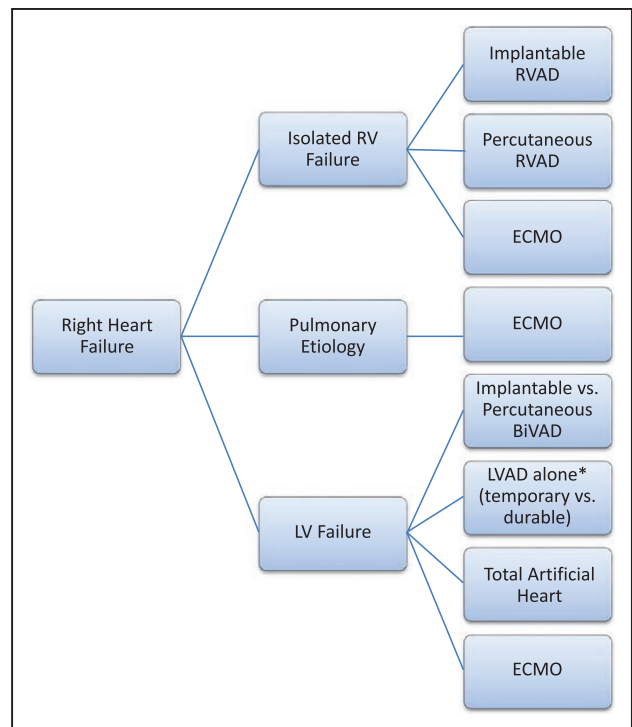 Right Heart
Failure
Isolated RV
Failure
Implantable
RVAD
Percutaneous
RVAD
ECMO
Pulmonary
Etiology
ECMO
LV Failure
Implantable vs.
Percutaneous
BiVAD
LVAD alone*
(temporary vs.
durable)
Total Artificial
Heart
ECMO